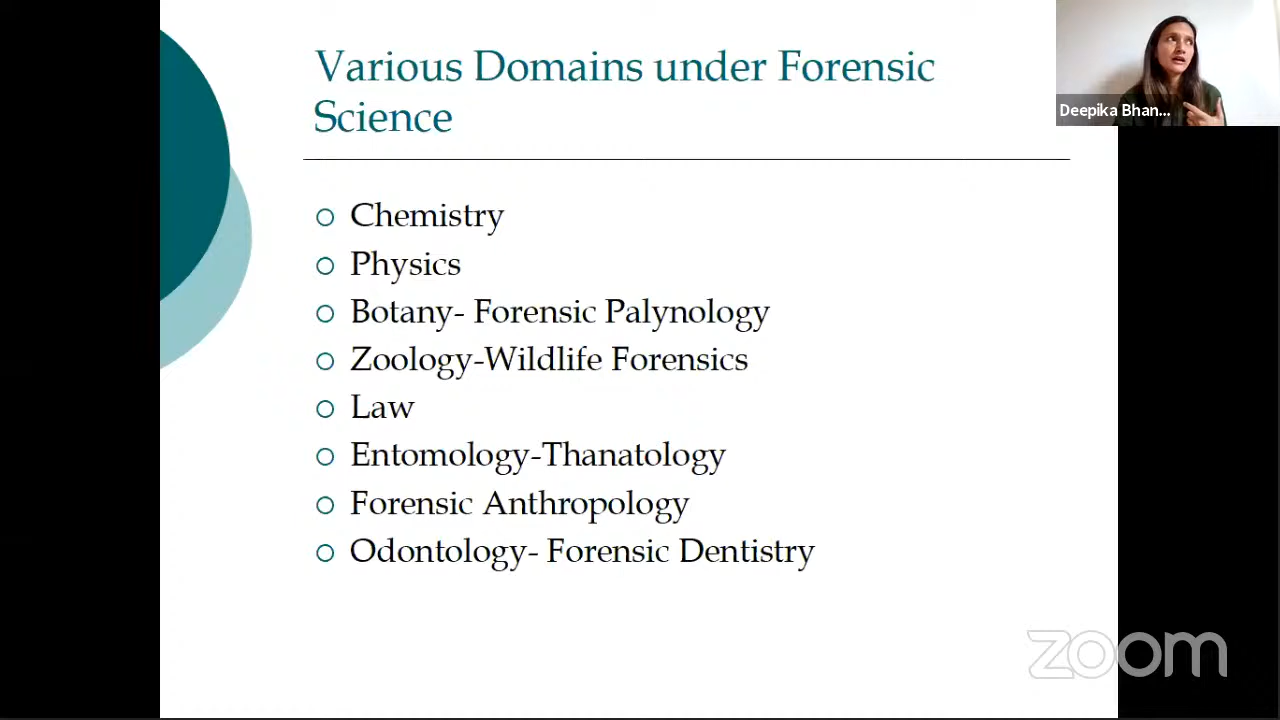 Various Domains under Forensic
Science
Chemistry
Physics
Botany- Forensic Palynology
Zoology-Wildlife Forensics
Law
Entomology-Thanatology
Forensic Anthropology
Odontology- Forensic Dentistry
Deepika Bhan...
zoom